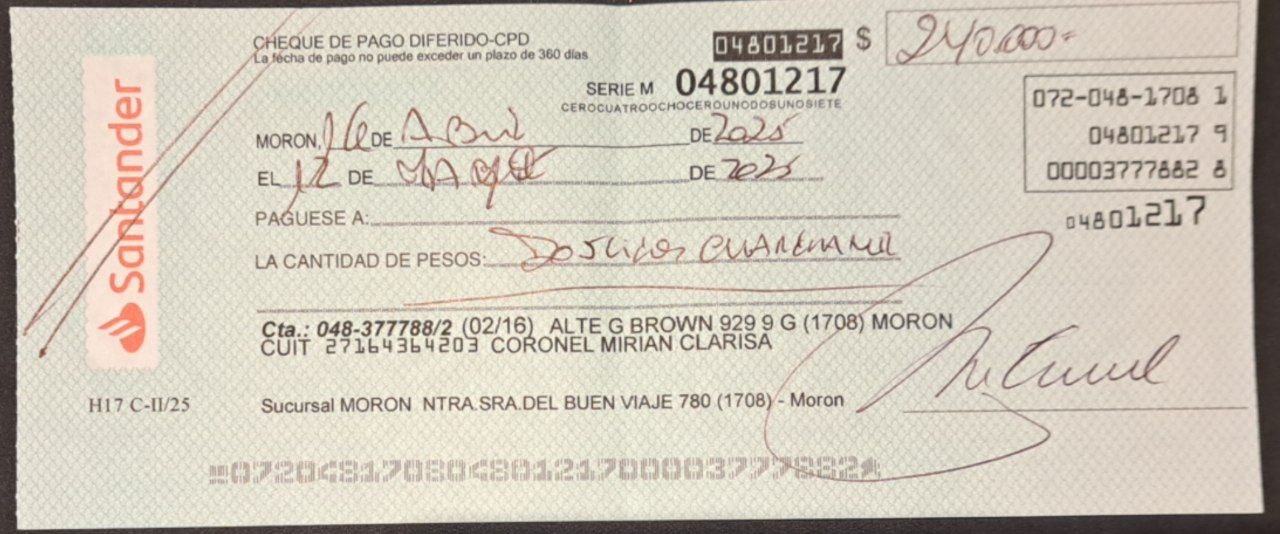 Santander
CHEQUE DE PAGO DIFERIDO-CPD
La fecha de pago no puede exceder un plazo de 360 días
04801217 $ 240.000=
SERIE M 04801217
CEROCUATROOCHOCEROUNODOSUNOSIETE
072-048-1708 1
04801217 9
00003777882 8
04801217
MORON, 16 DE ABRIL DE 2025
EL 12 DE DE 2025
PAGUESE A:
LA CANTIDAD DE PESOS: DOSCIENTOS CUARENTA MIL
Cta.: 048-377788/2 (02/16) ALTE G BROWN 929 9 G (1708) MORON
CUIT 27164364203 CORONEL MIRIAN CLARISA
H17 C-II/25
Sucursal MORON NTRA.SRA.DEL BUEN VIAJE 780 (1708) - Moron